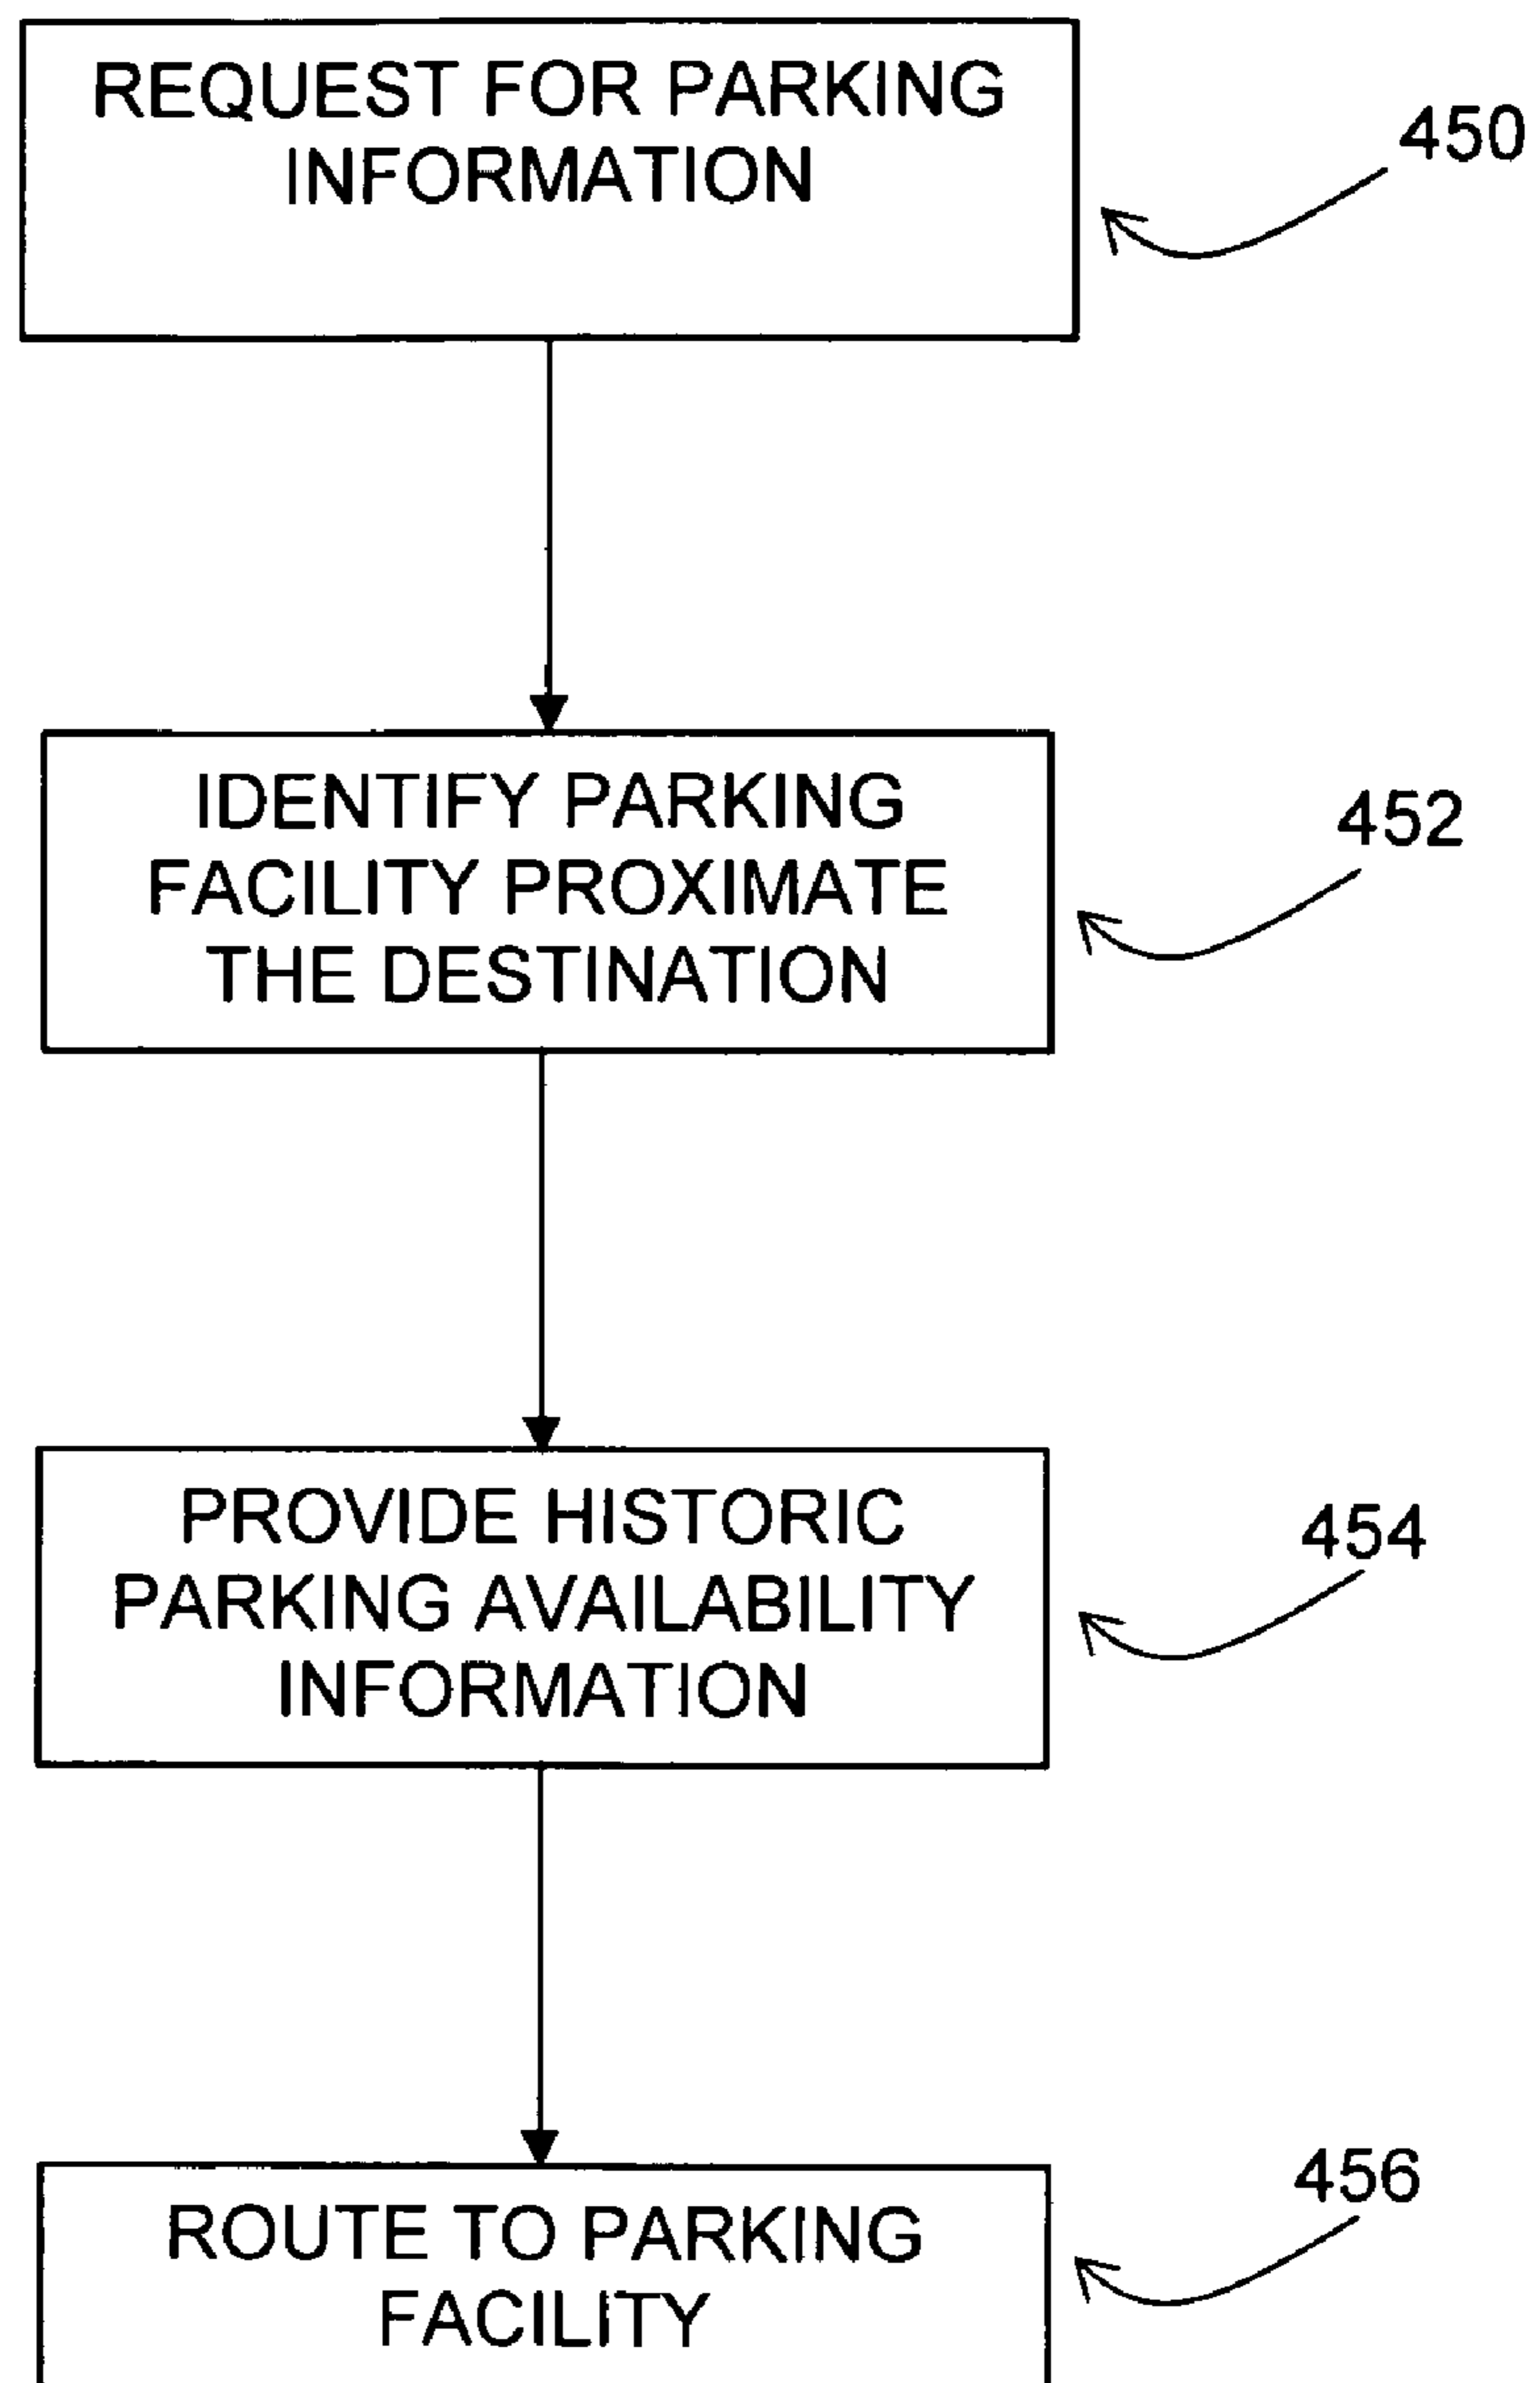 REQUEST FOR PARKING
INFORMATION
450
IDENTIFY PARKING
FACILITY PROXIMATE
THE DESTINATION
452
PROVIDE HISTORIC
PARKING AVAILABILITY
INFORMATION
454
ROUTE TO PARKING
FACILITY
456